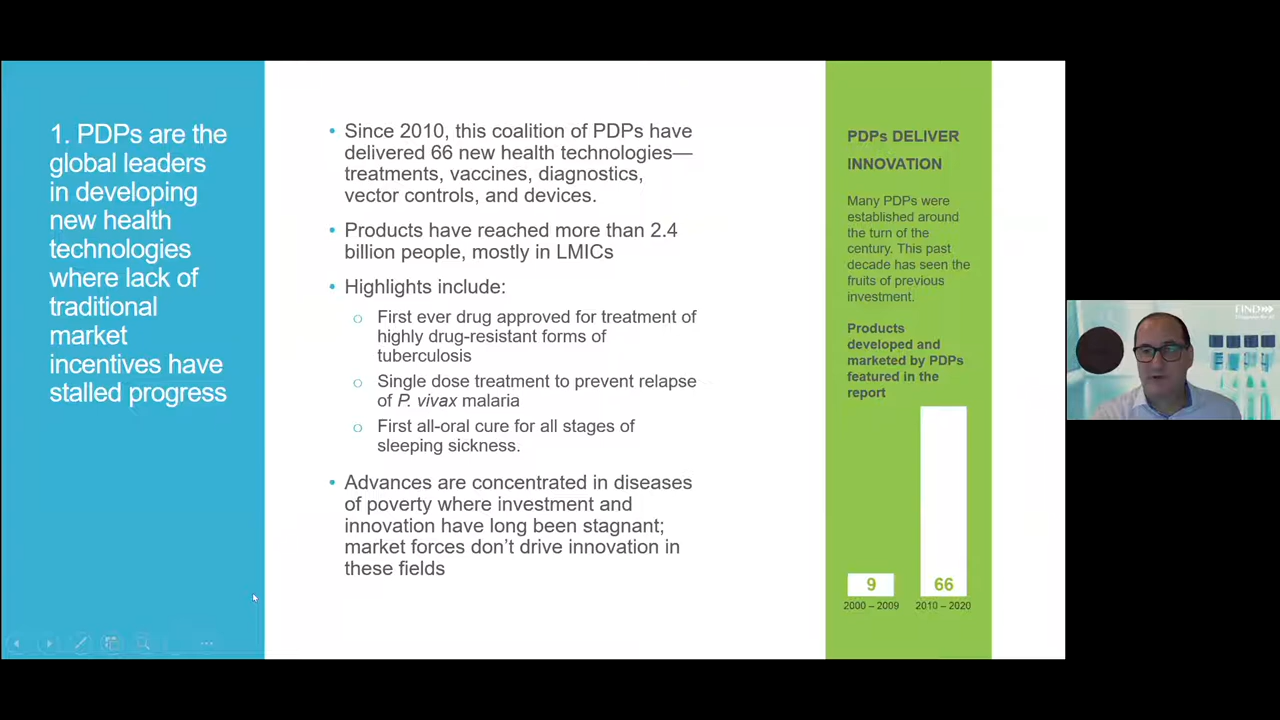 1. PDPs are the
global leaders
in developing
new health
technologies
where lack of
traditional
market
incentives have
stalled progress
• Since 2010, this coalition of PDPs have
delivered 66 new health technologies—
treatments, vaccines, diagnostics,
vector controls, and devices.
• Products have reached more than 2.4
billion people, mostly in LMICs
• Highlights include:
o First ever drug approved for treatment of
highly drug-resistant forms of
tuberculosis
o Single dose treatment to prevent relapse
of P. vivax malaria
o First all-oral cure for all stages of
sleeping sickness.
• Advances are concentrated in diseases
of poverty where investment and
innovation have long been stagnant;
market forces don't drive innovation in
these fields
PDPs DELIVER
INNOVATION
Many PDPs were
established around
the turn of the
century. This past
decade has seen the
fruits of previous
investment.
Products
developed and
marketed by PDPs
featured in the
report
9
66
2000 – 2009
2010 – 2020
FIND